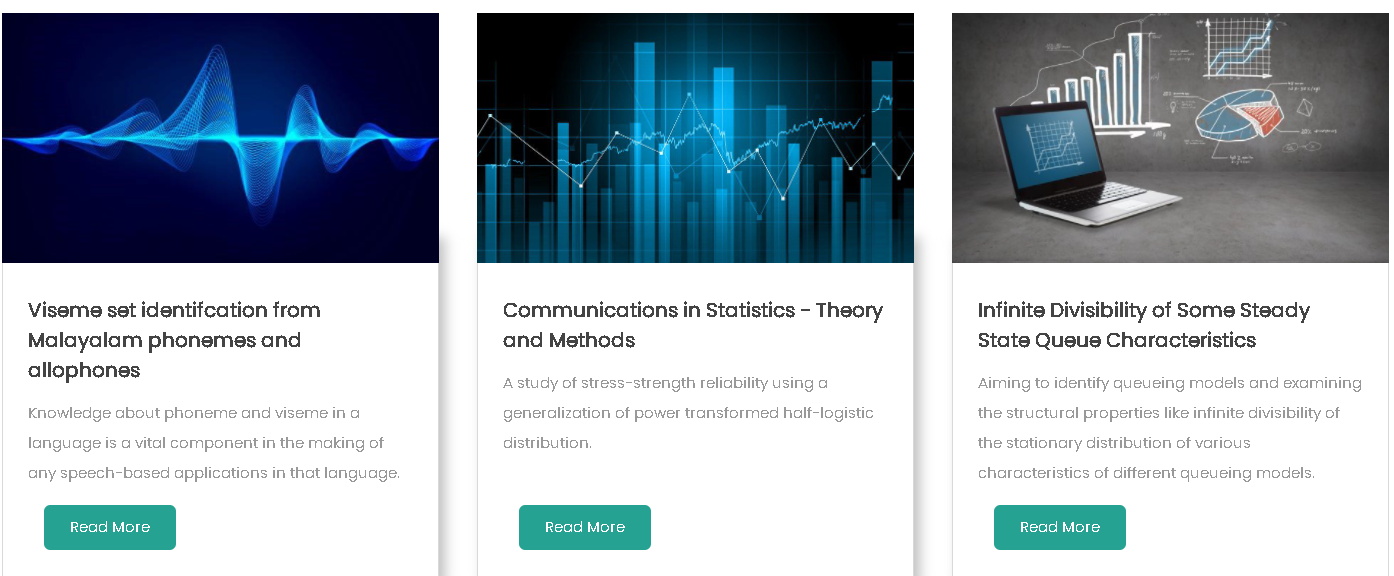 Viseme set identifcation from
Malayalam phonemes and
allophones
Knowledge about phoneme and viseme in a
language is a vital component in the making of
any speech-based applications in that language.
Read More
Communications in Statistics - Theory
and Methods
A study of stress-strength reliability using a
generalization of power transformed half-logistic
distribution.
Read More
Infinite Divisibility of Some Steady
State Queue Characteristics
Aiming to identify queueing models and examining
the structural properties like infinite divisibility of
the stationary distribution of various
characteristics of different queueing models.
Read More